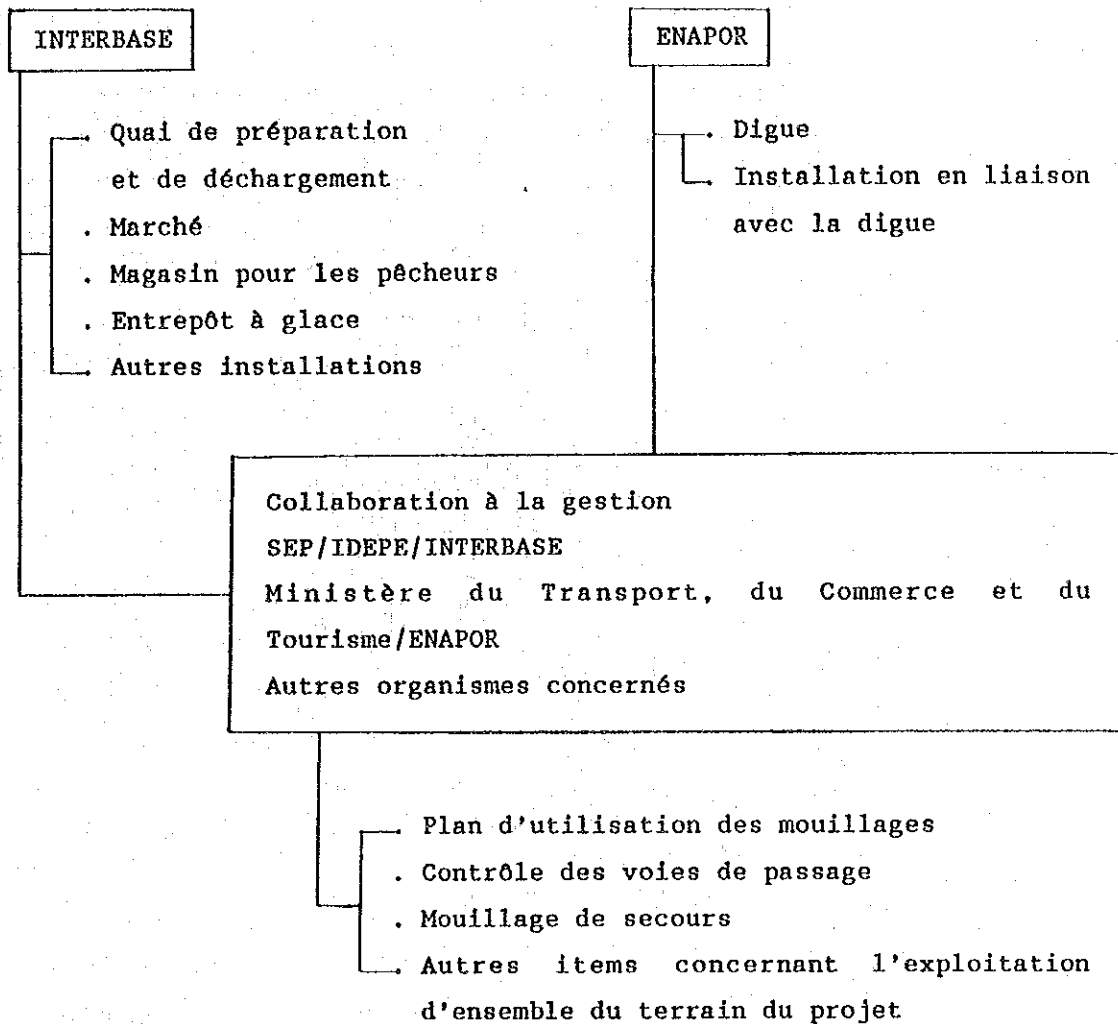 INTERBASE
. Quai de préparation
et de déchargement
. Marché
. Magasin pour les pêcheurs
. Entrepôt à glace
. Autres installations
ENAPOR
. Digue
. Installation en liaison
avec la digue
Collaboration à la gestion
SEP/IDEPE/INTERBASE
Ministère du Transport, du Commerce et du
Tourisme/ENAPOR
Autres organismes concernés
. Plan d'utilisation des mouillages
. Contrôle des voies de passage
. Mouillage de secours
. Autres items concernant l'exploitation
d'ensemble du terrain du projet